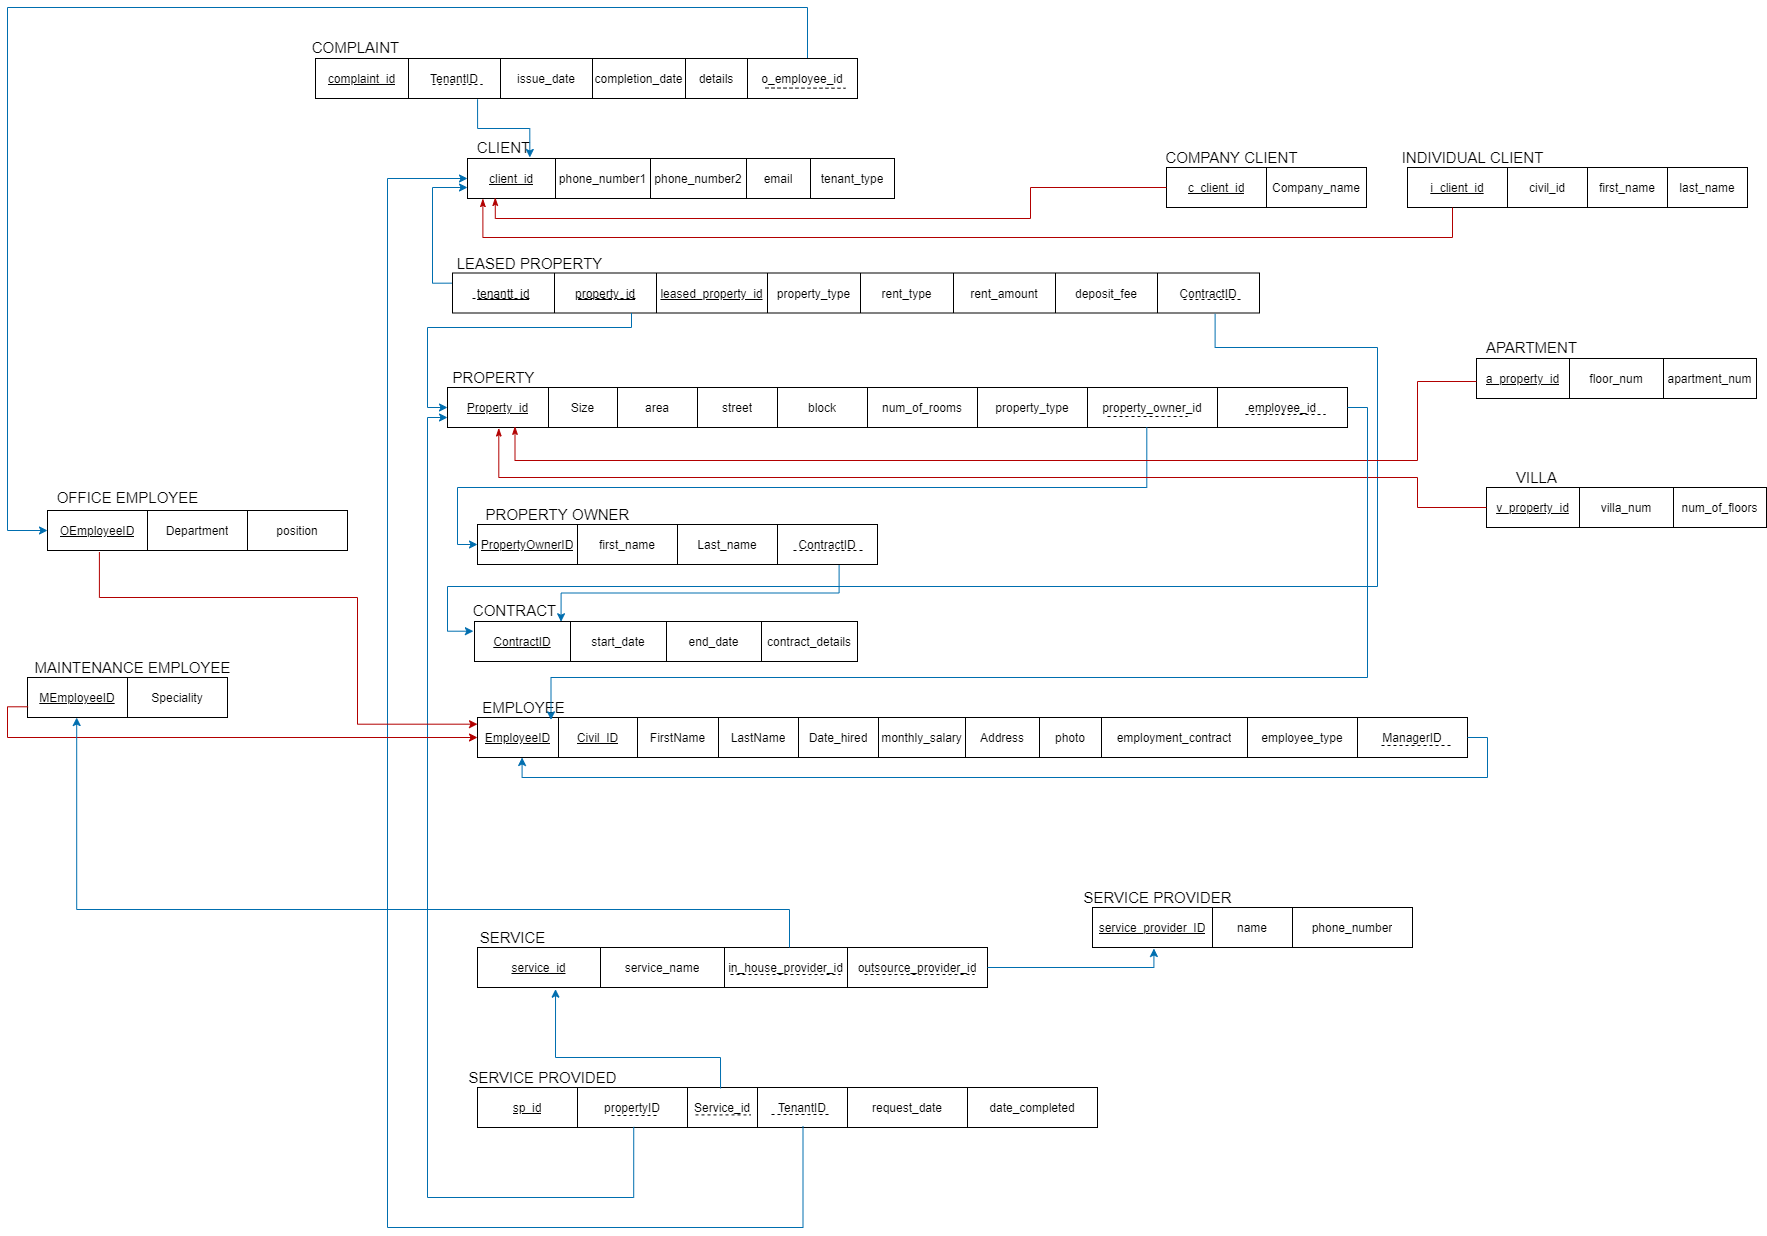 COMPLAINT
complaint_id TenantID issue_date completion_date details o_employee_id
CLIENT
client_id phone_number1 phone_number2 email tenant_type
COMPANY CLIENT
c_client_id Company_name
INDIVIDUAL CLIENT
i_client_id civil_id first_name last_name
LEASED PROPERTY
tenantt_id property_id leased_property_id property_type rent_type rent_amount deposit_fee ContractID
APARTMENT
a_property_id floor_num apartment_num
PROPERTY
Property_id Size area street block num_of_rooms property_type property_owner_id employee_id
VILLA
v_property_id villa_num num_of_floors
OFFICE EMPLOYEE
OEmployeeID Department position
PROPERTY OWNER
PropertyOwnerID first_name Last_name ContractID
CONTRACT
ContractID start_date end_date contract_details
MAINTENANCE EMPLOYEE
MEmployeeID Speciality
EMPLOYEE
EmployeeID Civil_ID FirstName LastName Date_hired monthly_salary Address photo employment_contract employee_type ManagerID
SERVICE PROVIDER
service_provider_ID name phone_number
SERVICE
service_id service_name in_house_provider_id outsource_provider_id
SERVICE PROVIDED
sp_id propertyID Service_id TenantID request_date date_completed